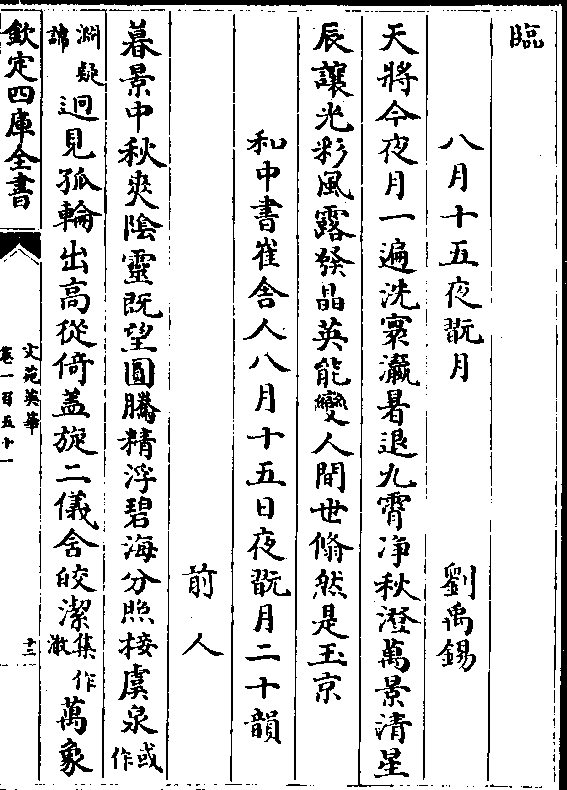 臨
八月十五夜翫月 劉禹錫
天將今夜月一遍洗寰瀛暑退九霄净秋澄萬景清星
辰讓光彩風露發晶英能變人間世翛然是玉京
和中書崔舍人八月十五日夜翫月二十韻
前人
暮景中秋爽陰靈既望圓騰精浮碧海分照接虞泉或作
淵疑諱迥見孤輪出高從倚蓋旋二儀舍皎潔集作澈萬象
欽定四庫全書
文苑英華
卷一百五十一
十三